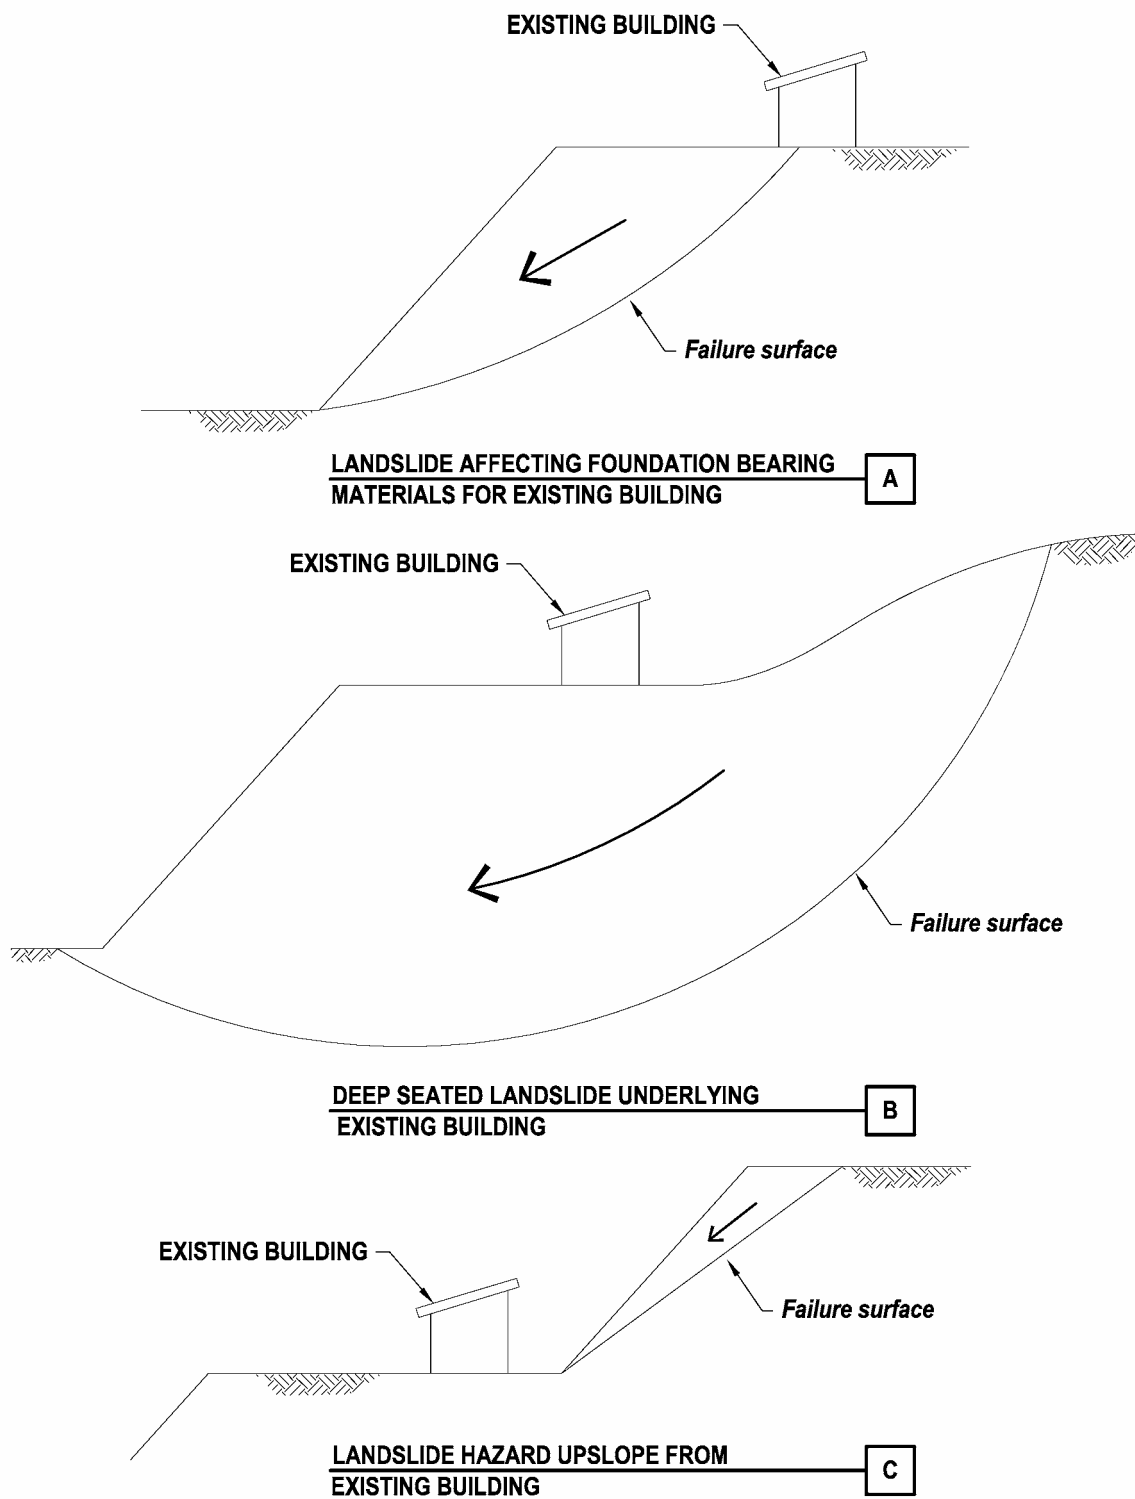 EXISTING BUILDING
Failure surface
LANDSLIDE AFFECTING FOUNDATION BEARING
MATERIALS FOR EXISTING BUILDING
A
EXISTING BUILDING
Failure surface
DEEP SEATED LANDSLIDE UNDERLYING
EXISTING BUILDING
B
EXISTING BUILDING
Failure surface
LANDSLIDE HAZARD UPSLOPE FROM
EXISTING BUILDING
C